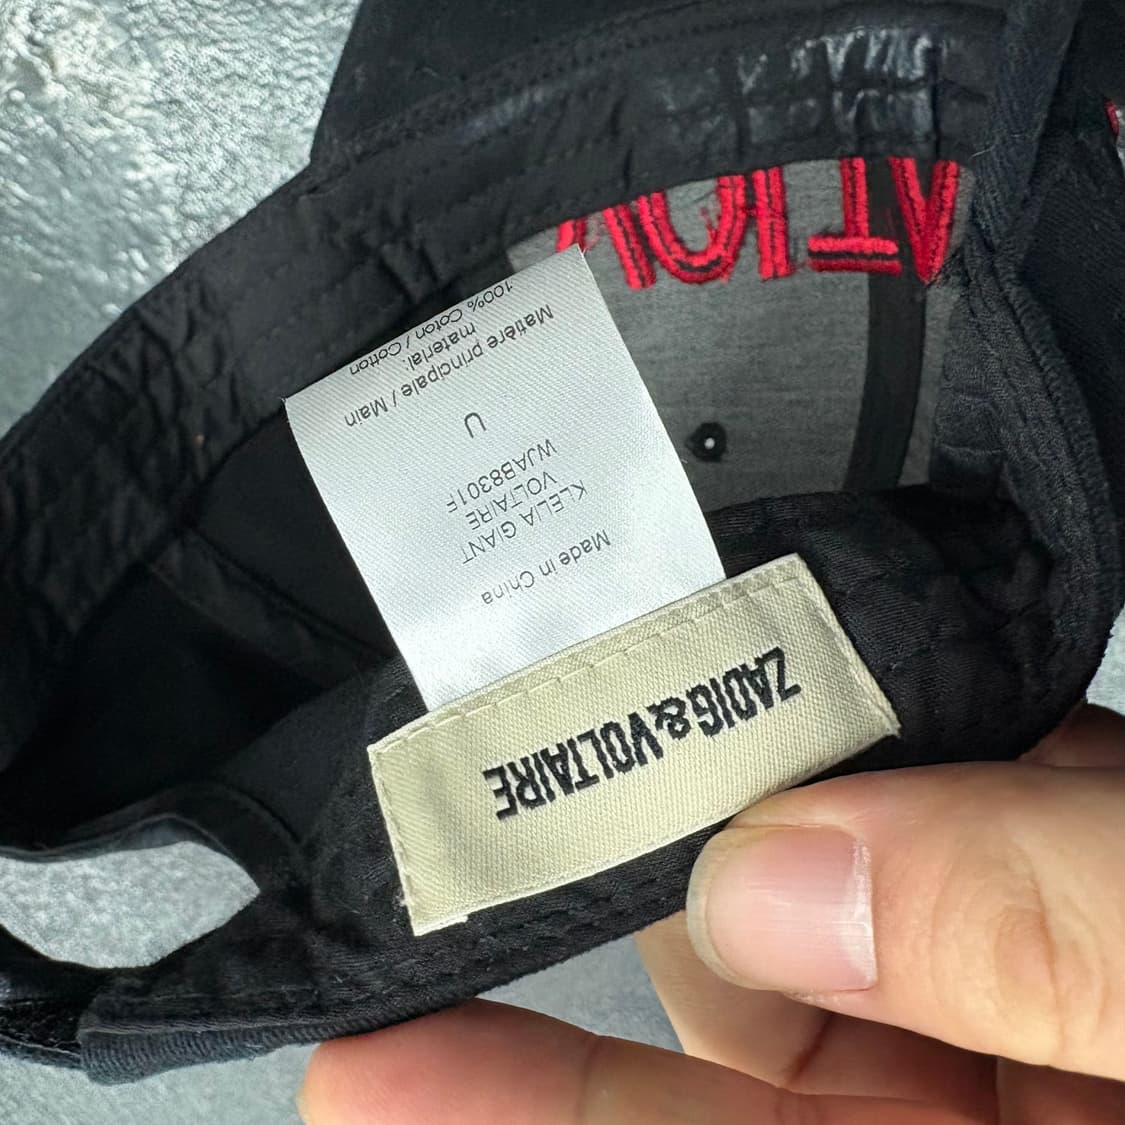 Made in China
KLELIA GIANT
VOLTAIRE
WJAB8301F
U
Matière principale / Main
material:
100% Coton / Cotton
ZADIG&VOLTAIRE